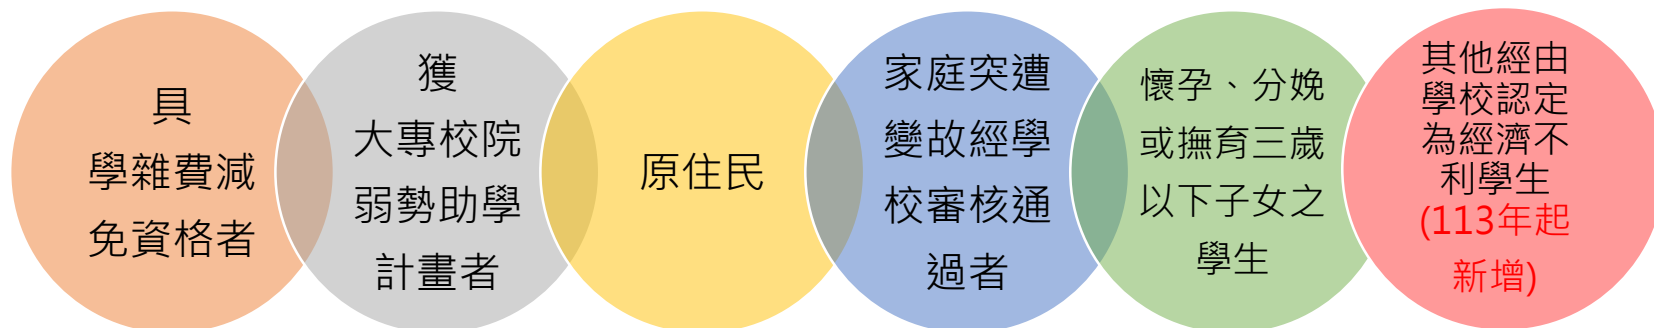 具
學雜費減
免資格者
獲
大專校院
弱勢助學
計畫者
原住民
家庭突遭
變故經學
校審核通
過者
懷孕、分娩
或撫育三歲
以下子女之
學生
其他經由
學校認定
為經濟不
利學生
(113年起
新增)